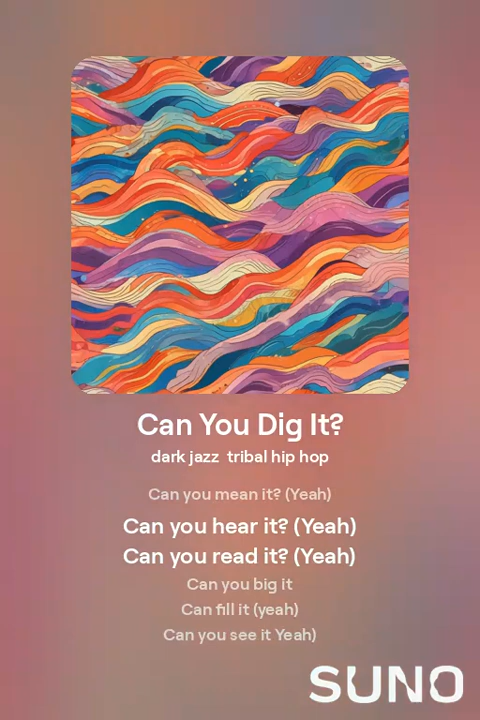 Can You Dig It?
dark jazz  tribal hip hop
Can you mean it? (Yeah)
Can you hear it? (Yeah)
Can you read it? (Yeah)
Can you big it
Can fill it (yeah)
Can you see it Yeah)
SUNO